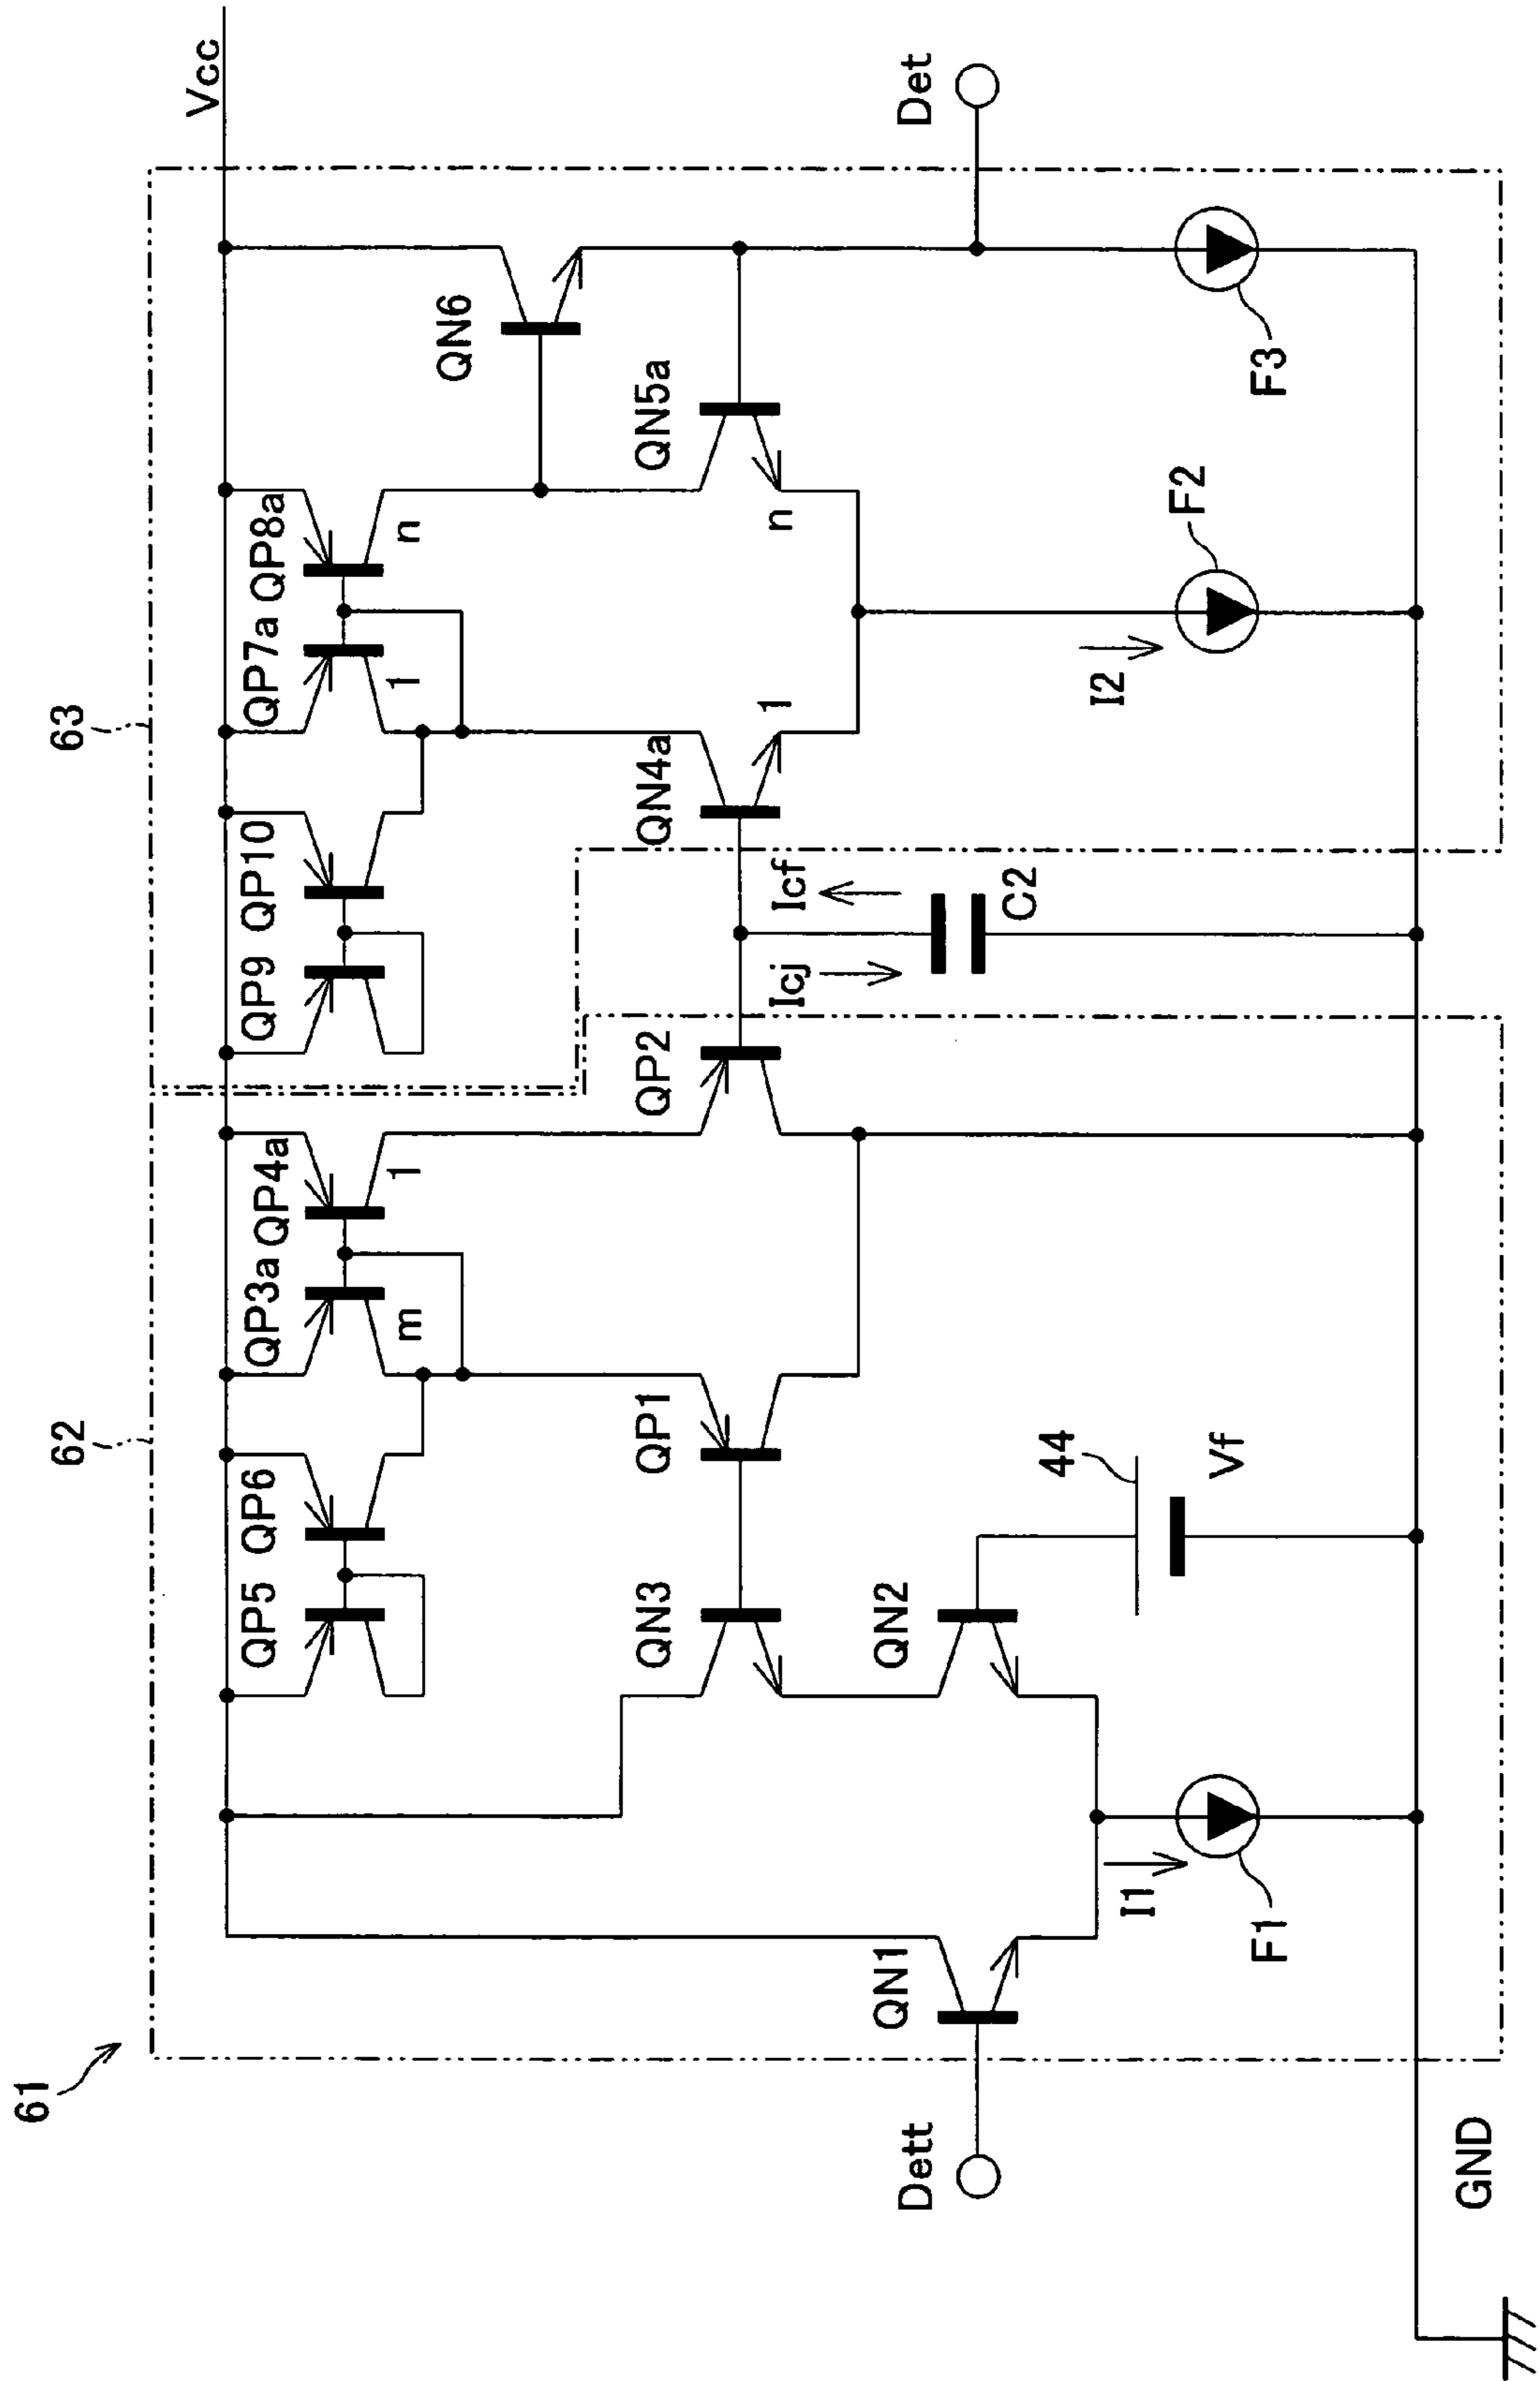 61
62
63
Vcc
QP5
QP6
QP3a
QP4a
m
1
QP9
QP10
QP7a
QP8a
1
n
QN6
QN3
QP1
QP2
QN4a
QN5a
1
n
Icj
Icf
C2
QN1
QN2
44
Vf
Dett
Det
I1
F1
I2
F2
F3
GND